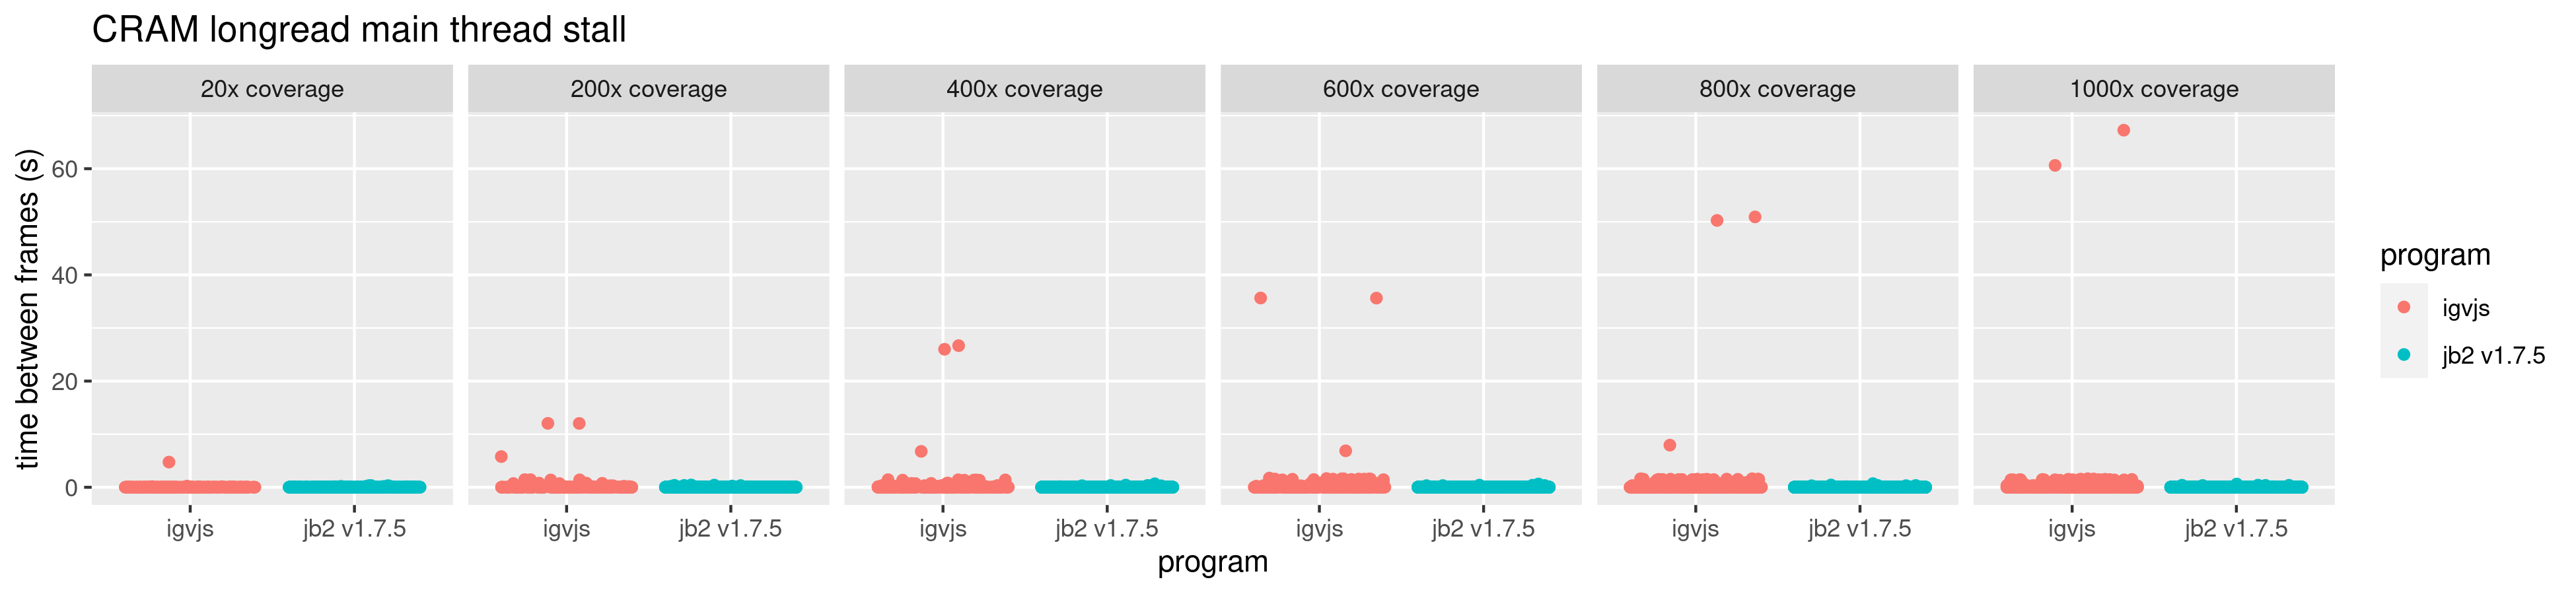 CRAM longread main thread stall
20x coverage 200x coverage 400x coverage 600x coverage 800x coverage 1000x coverage
time between frames (s)
60
40
20
0
igvjs jb2 v1.7.5 igvjs jb2 v1.7.5 igvjs jb2 v1.7.5 igvjs jb2 v1.7.5 igvjs jb2 v1.7.5 igvjs jb2 v1.7.5
program
program
igvjs
jb2 v1.7.5